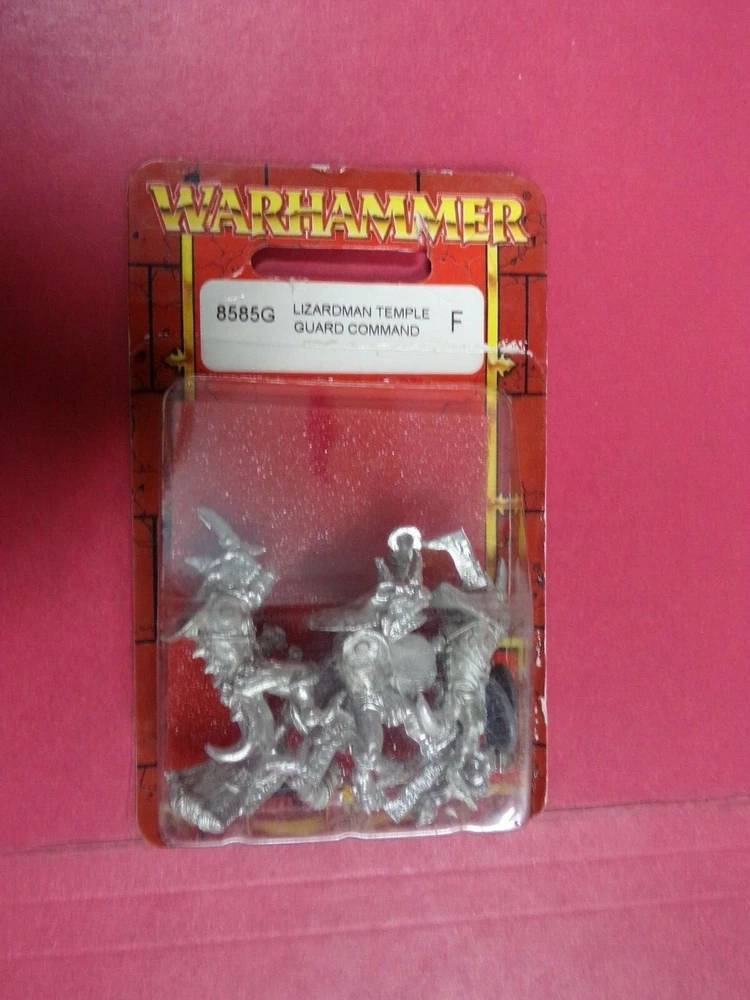 WARHAMMER®
8585G LIZARDMAN TEMPLE F
GUARD COMMAND